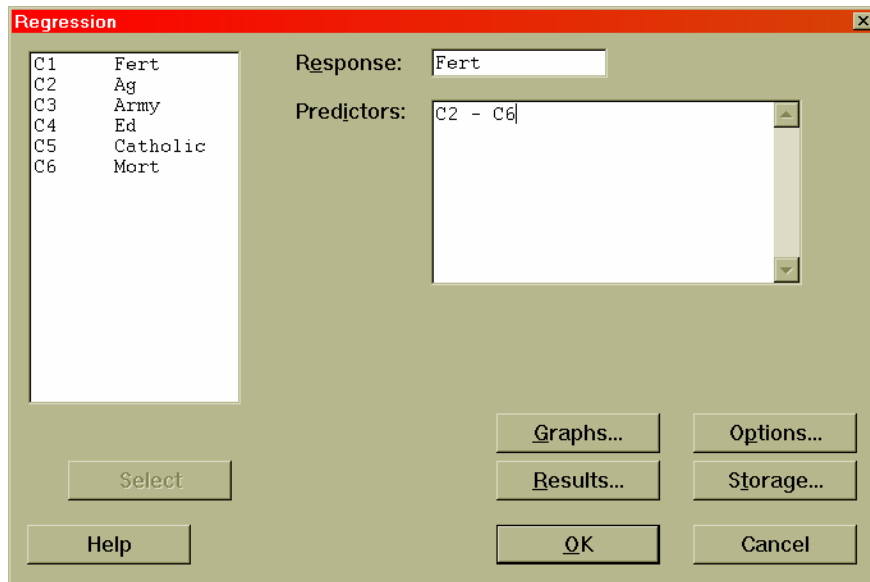 Regression
C1 Fert
C2 Ag
C3 Army
C4 Ed
C5 Catholic
C6 Mort
Response: Fert
Predictors: C2 - C6
Graphs... Options...
Select Results... Storage...
Help OK Cancel